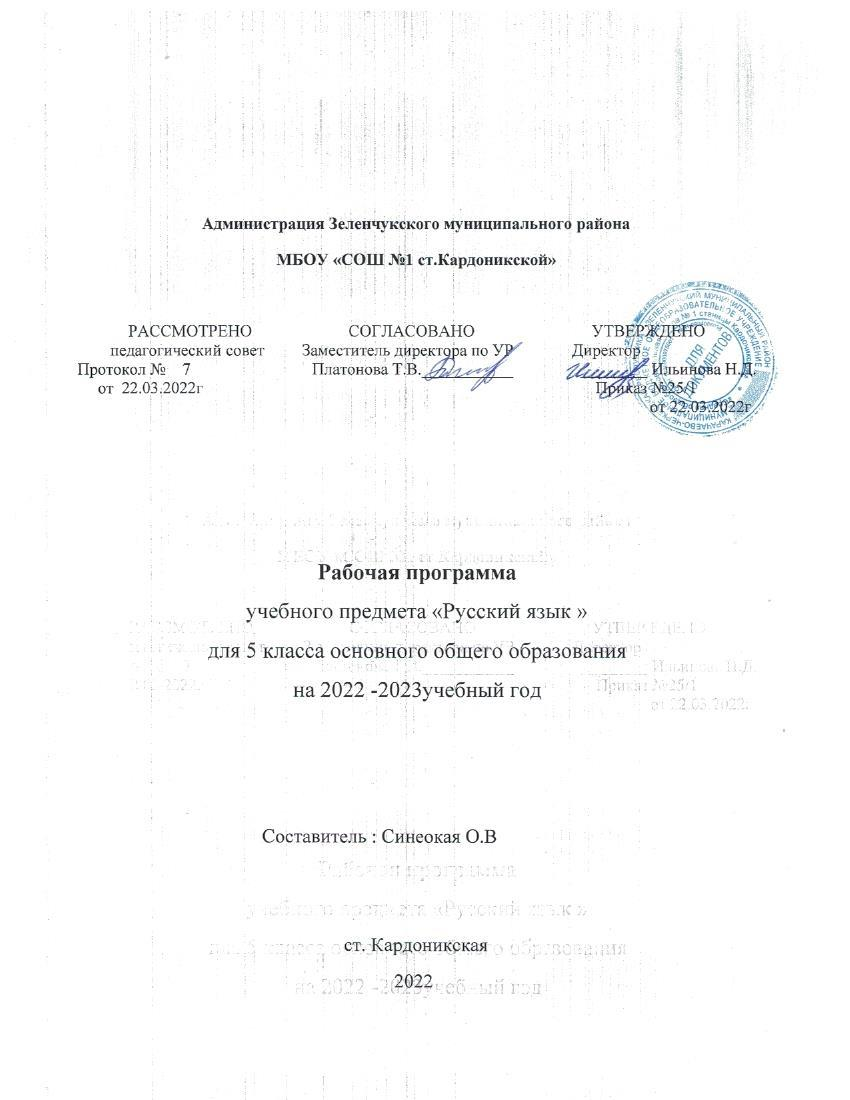 Администрация Зеленчукского муниципального района
МБОУ «СОШ №1 ст.Кардоникской»
РАССМОТРЕНО СОГЛАСОВАНО УТВЕРЖДЕНО
педагогический совет Заместитель директора по УР Директор
Протокол № 7 Платонова Т.В. Ильинова Н.Д.
от 22.03.2022г Приказ №25/1
от 22.03.2022г
ДЛЯ
ДОКУМЕНТОВ
Рабочая программа
учебного предмета «Русский язык »
для 5 класса основного общего образования
на 2022 -2023учебный год
Составитель : Синеокая О.В
ст. Кардоникская
2022